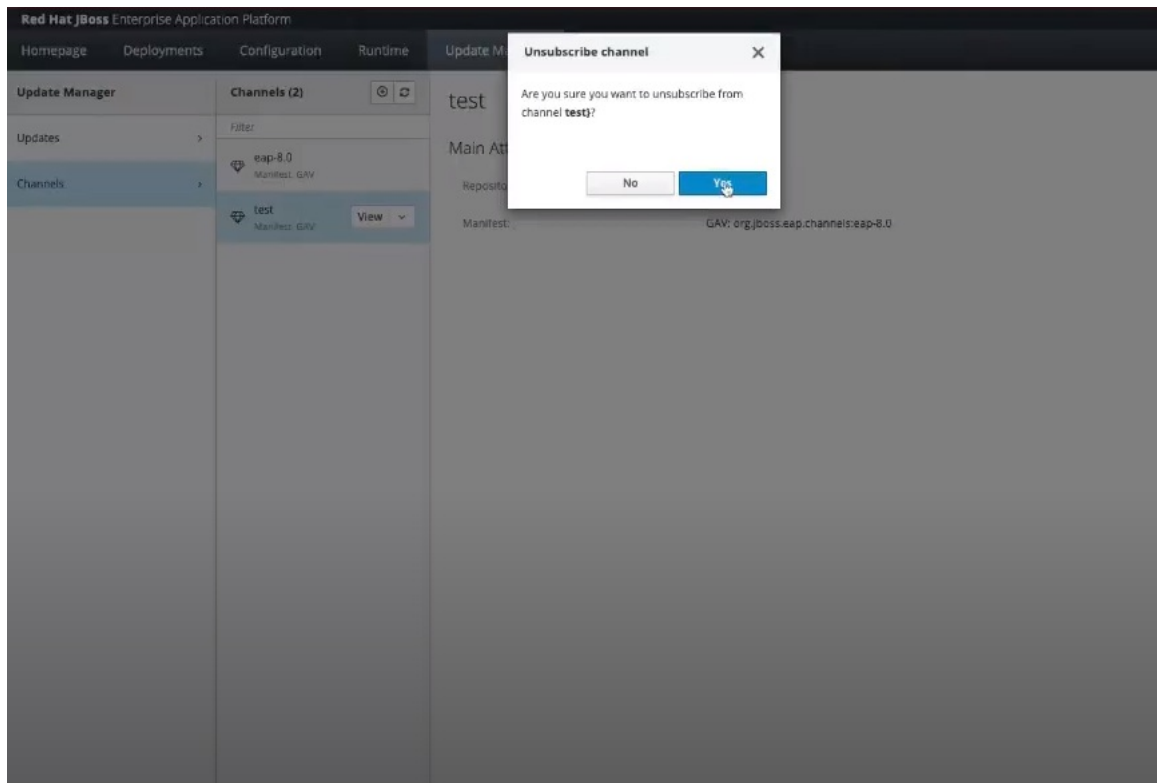 Red Hat JBoss Enterprise Application Platform
Homepage Deployments Configuration Runtime Update M
Unsubscribe channel
Are you sure you want to unsubscribe from
channel test}?
No Yes
Update Manager
Updates
Channels
Channels (2)
Filter
eap-8.0
Manifest: GAV
test
Manifest: GAV
View
test
Main Att
Reposito
Manifest: GAV: org.jboss.eap.channels:eap-8.0